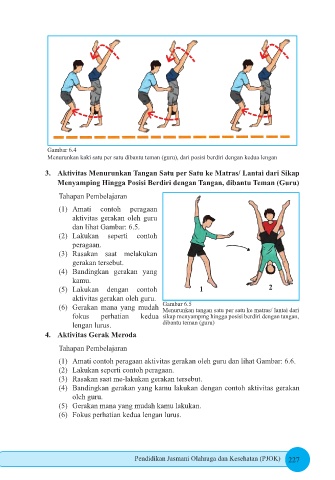 Gambar 6.4
Menurunkan kaki satu per satu dibantu teman (guru), dari posisi berdiri dengan kedua lengan
3. Aktivitas Menurunkan Tangan Satu per Satu ke Matras/ Lantai dari Sikap
Menyamping Hingga Posisi Berdiri dengan Tangan, dibantu Teman (Guru)
Tahapan Pembelajaran
(1) Amati contoh peragaan
aktivitas gerakan oleh guru
dan lihat Gambar: 6.5.
(2) Lakukan seperti contoh
peragaan.
(3) Rasakan saat melakukan
gerakan tersebut.
(4) Bandingkan gerakan yang
kamu.
(5) Lakukan dengan contoh
aktivitas gerakan oleh guru.
(6) Gerakan mana yang mudah
fokus perhatian kedua
lengan lurus.
1 2
Gambar 6.5
Menurunkan tangan satu per satu ke matras/ lantai dari
sikap menyamping hingga posisi berdiri dengan tangan,
dibantu teman (guru)
4. Aktivitas Gerak Meroda
Tahapan Pembelajaran
(1) Amati contoh peragaan aktivitas gerakan oleh guru dan lihat Gambar: 6.6.
(2) Lakukan seperti contoh peragaan.
(3) Rasakan saat me-lakukan gerakan tersebut.
(4) Bandingkan gerakan yang kamu lakukan dengan contoh aktivitas gerakan
oleh guru.
(5) Gerakan mana yang mudah kamu lakukan.
(6) Fokus perhatian kedua lengan lurus.
Pendidikan Jasmani Olahraga dan Kesehatan (PJOK) 227